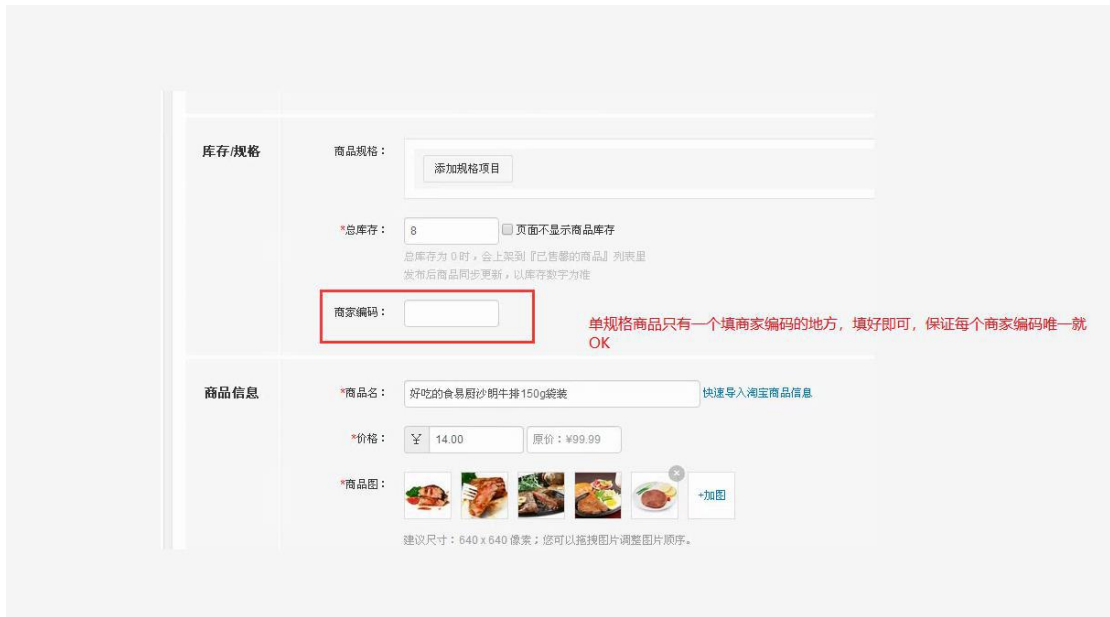 库存/规格
商品规格：
添加规格项目
*总库存：
8
页面不显示商品库存
总库存为 0 时，会上架到『已售罄的商品』列表里
发布后商品同步更新，以库存数字为准
商家编码：
单规格商品只有一个填商家编码的地方，填好即可，保证每个商家编码唯一就
OK
商品信息
*商品名：
好吃的食易厨沙朗牛排150g袋装
快速导入淘宝商品信息
*价格：
￥ 14.00
原价：¥99.99
*商品图：
+加图
建议尺寸：640 x 640 像素；您可以拖拽图片调整图片顺序。